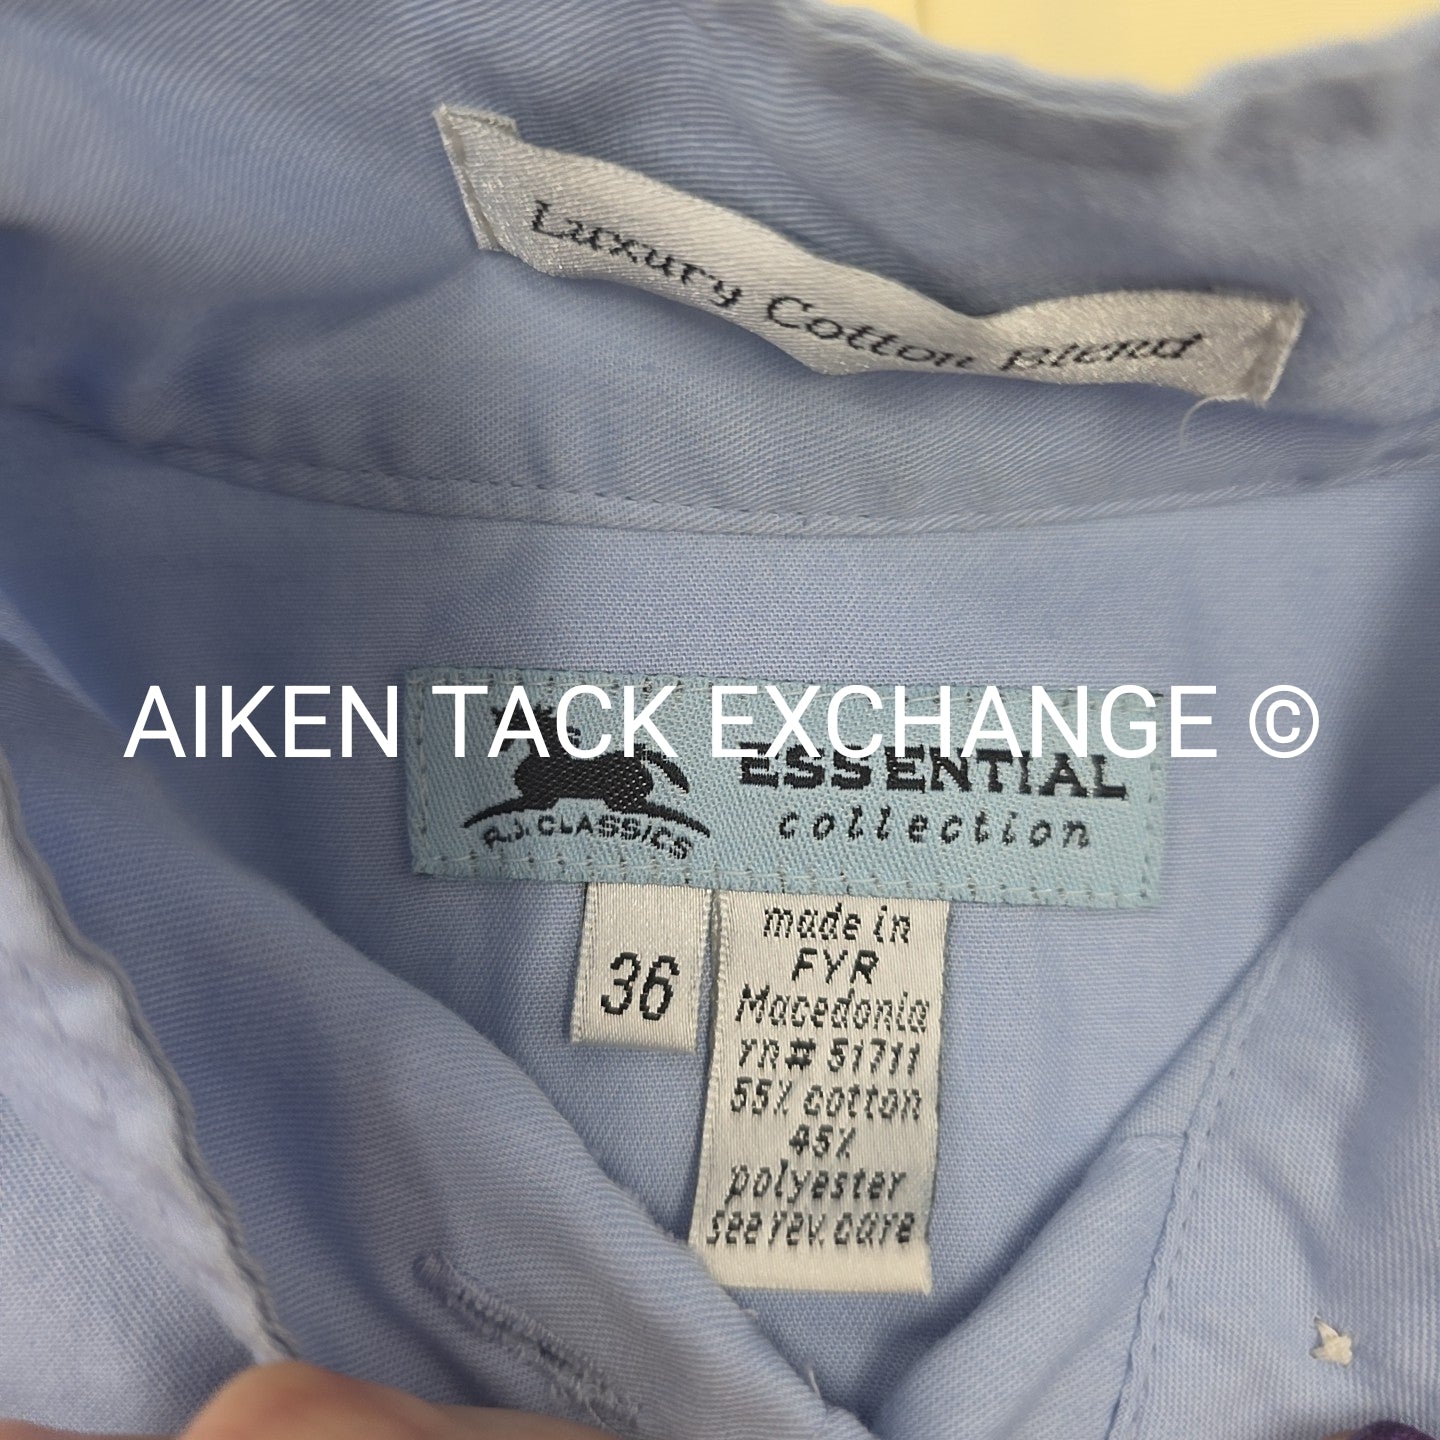 Luxury Cotton Blend
AIKEN TACK EXCHANGE ©
R.J. CLASSICS
ESSENTIAL
collection
36
made in
FYR
Macedonia
rn# 51711
55% cotton
45%
polyester
see rev. care